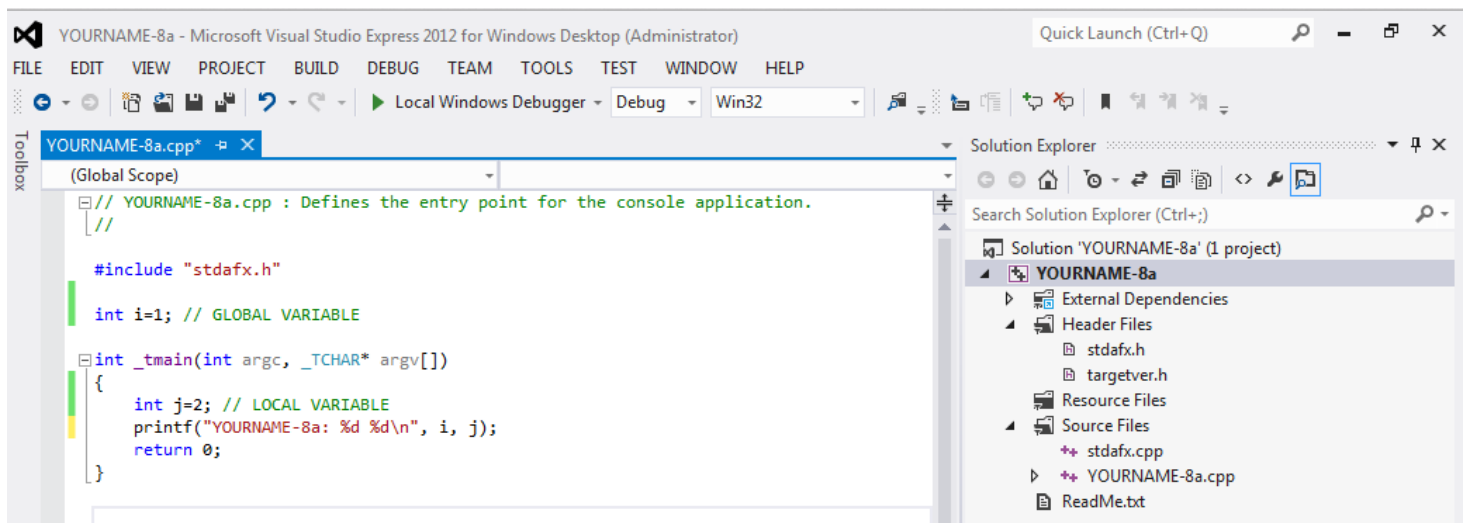 YOURNAME-8a - Microsoft Visual Studio Express 2012 for Windows Desktop (Administrator)
Quick Launch (Ctrl+Q)
FILE EDIT VIEW PROJECT BUILD DEBUG TEAM TOOLS TEST WINDOW HELP
Local Windows Debugger Debug Win32
Toolbox
YOURNAME-8a.cpp*
(Global Scope)
// YOURNAME-8a.cpp : Defines the entry point for the console application.
//
#include "stdafx.h"
int i=1; // GLOBAL VARIABLE
int _tmain(int argc, _TCHAR* argv[])
{
int j=2; // LOCAL VARIABLE
printf("YOURNAME-8a: %d %d\n", i, j);
return 0;
}
Solution Explorer
Search Solution Explorer (Ctrl+;)
Solution 'YOURNAME-8a' (1 project)
YOURNAME-8a
External Dependencies
Header Files
stdafx.h
targetver.h
Resource Files
Source Files
stdafx.cpp
YOURNAME-8a.cpp
ReadMe.txt